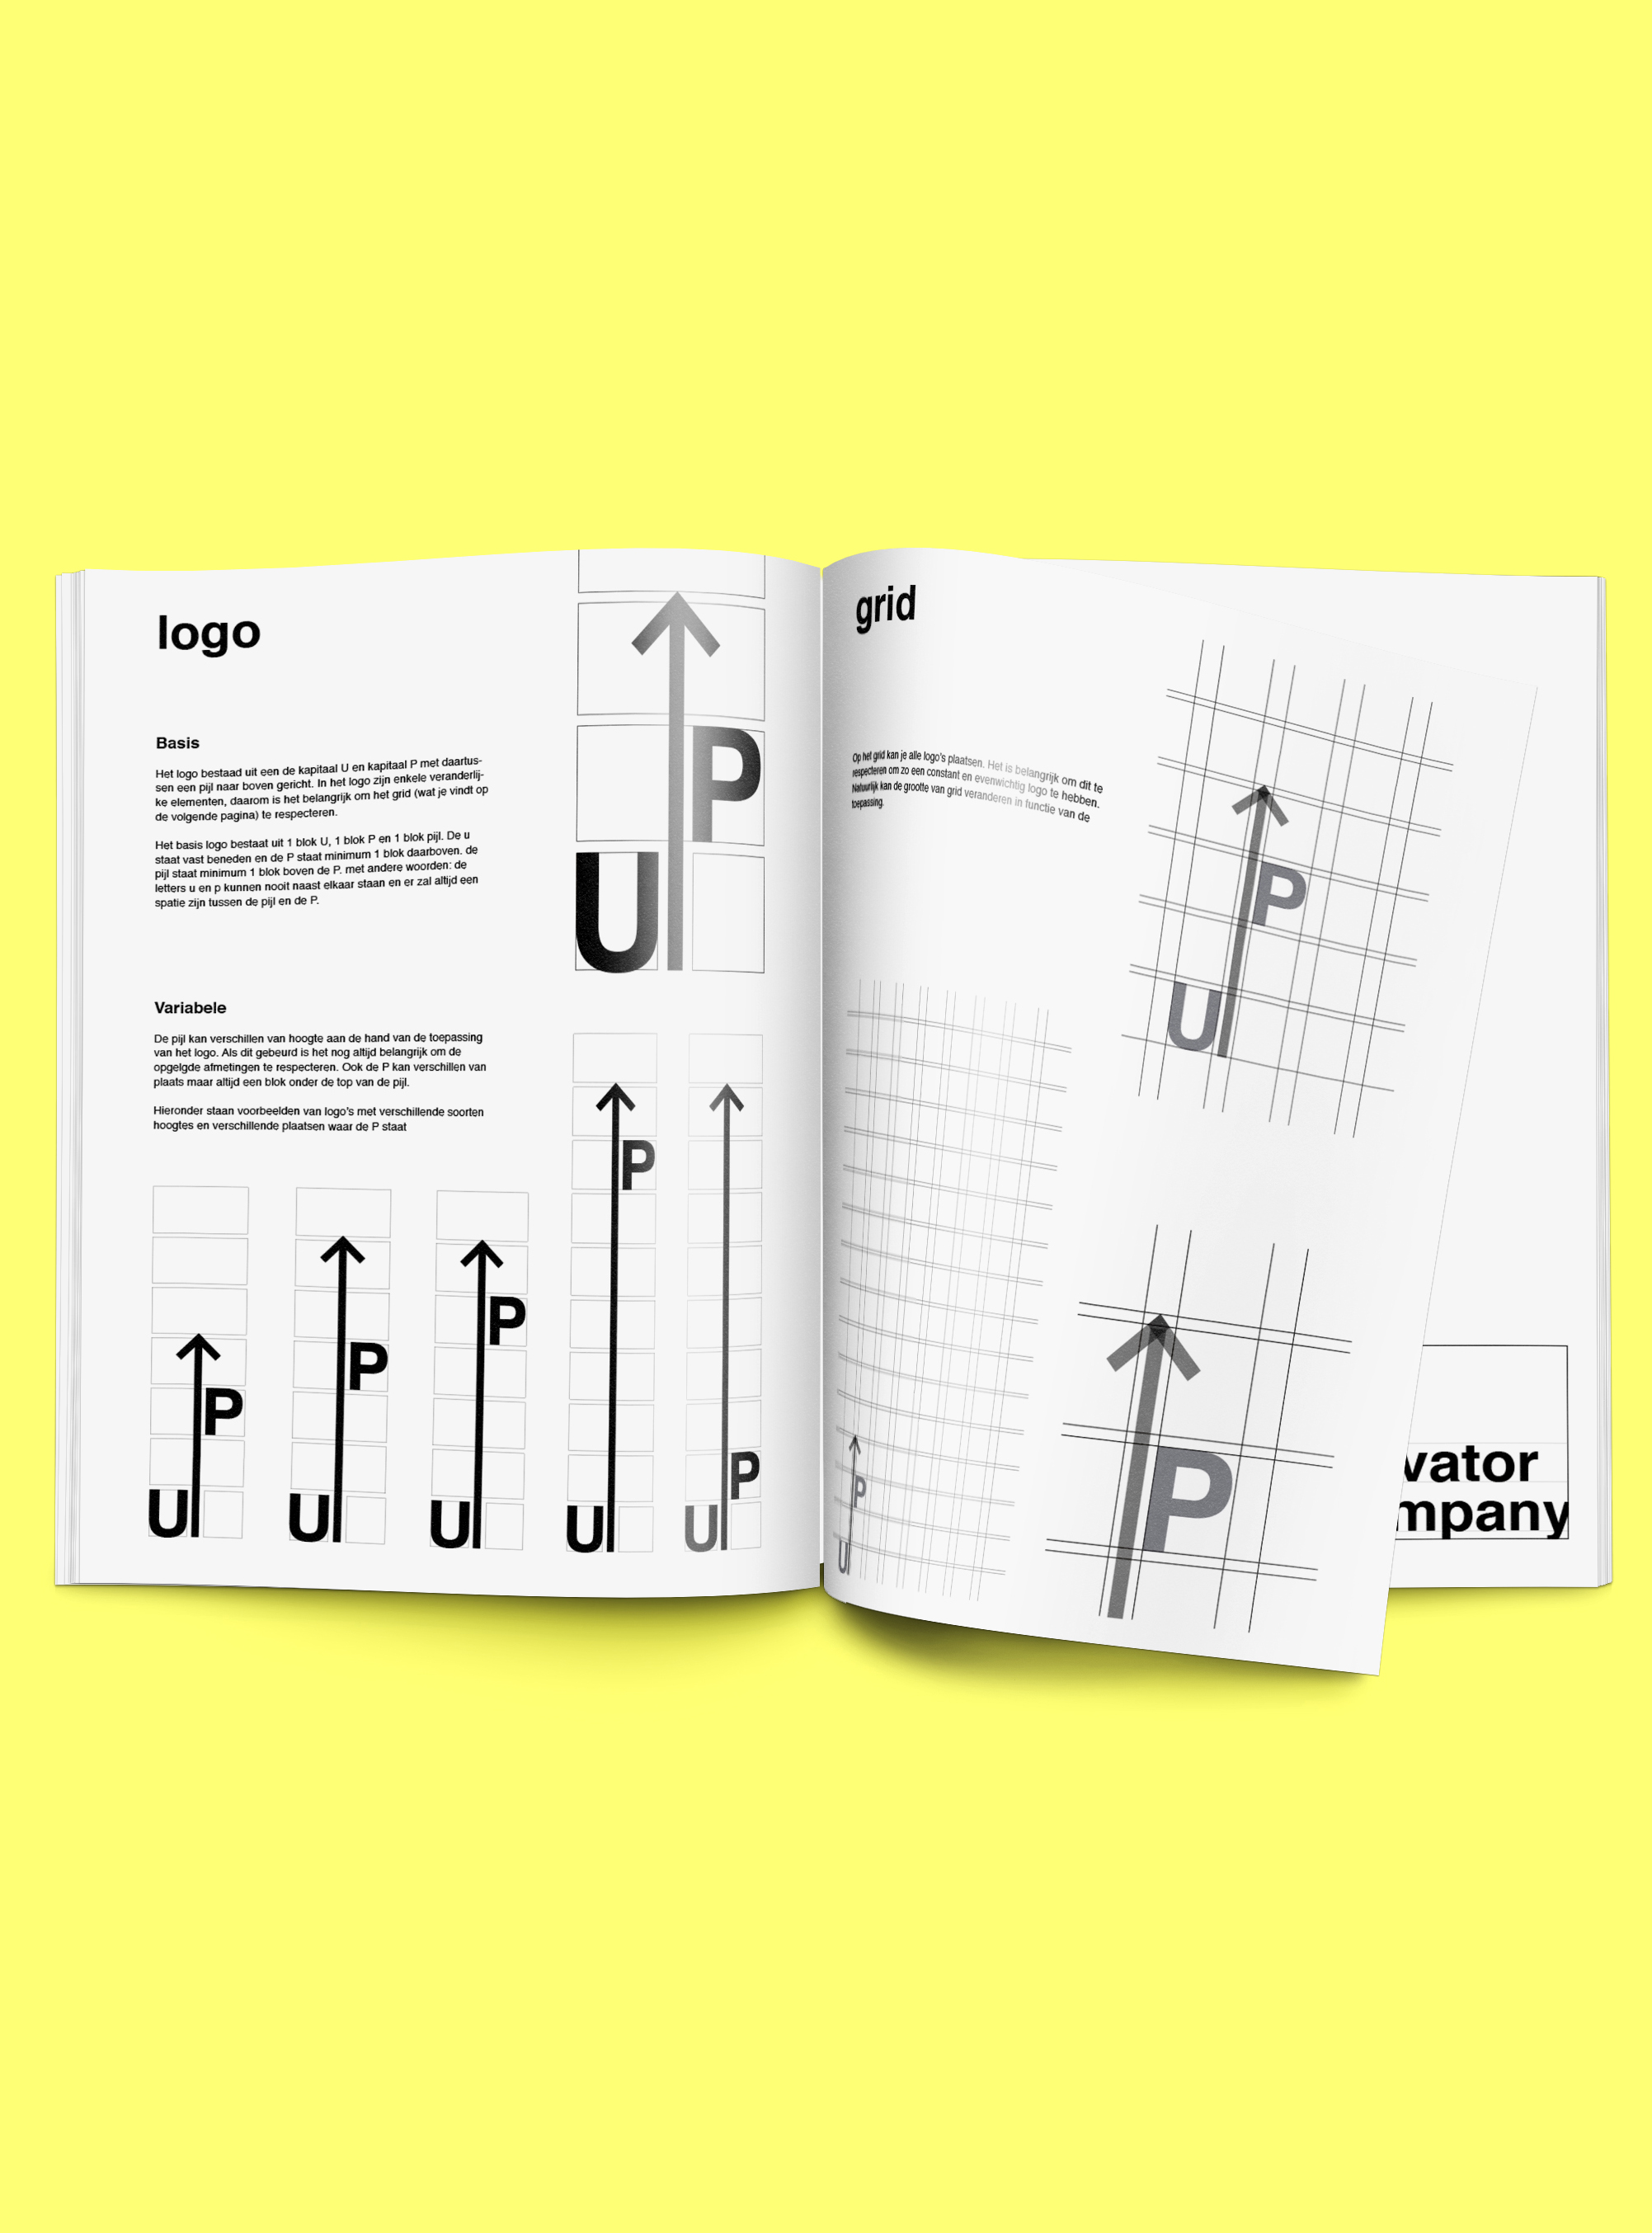 logo
Basis
Het logo bestaad uit een de kapitaal U en kapitaal P met daartus-
sen een pijl naar boven gericht. In het logo zijn enkele veranderlij-
ke elementen, daarom is het belangrijk om het grid (wat je vindt op
de volgende pagina) te respecteren.
Het basis logo bestaat uit 1 blok U, 1 blok P en 1 blok pijl. De u
staat vast beneden en de P staat minimum 1 blok daarboven. de
pijl staat minimum 1 blok boven de P. met andere woorden: de
letters u en p kunnen nooit naast elkaar staan en er zal altijd een
spatie zijn tussen de pijl en de P.
P
U
Variabele
De pijl kan verschillen van hoogte aan de hand van de toepassing
van het logo. Als dit gebeurd is het nog altijd belangrijk om de
opgelgde afmetingen te respecteren. Ook de P kan verschillen van
plaats maar altijd een blok onder de top van de pijl.
Hieronder staan voorbeelden van logo's met verschillende soorten
hoogtes en verschillende plaatsen waar de P staat
P
U
P
U
P
U
P
U
P
U
grid
Op het grid kan je alle logo's plaatsen. Het is belangrijk om dit te
respecteren om zo een constant en evenwichtig logo te hebben.
Natuurlijk kan de grootte van grid veranderen in functie van de
toepassing.
P
U
P
U
P
vator
mpany